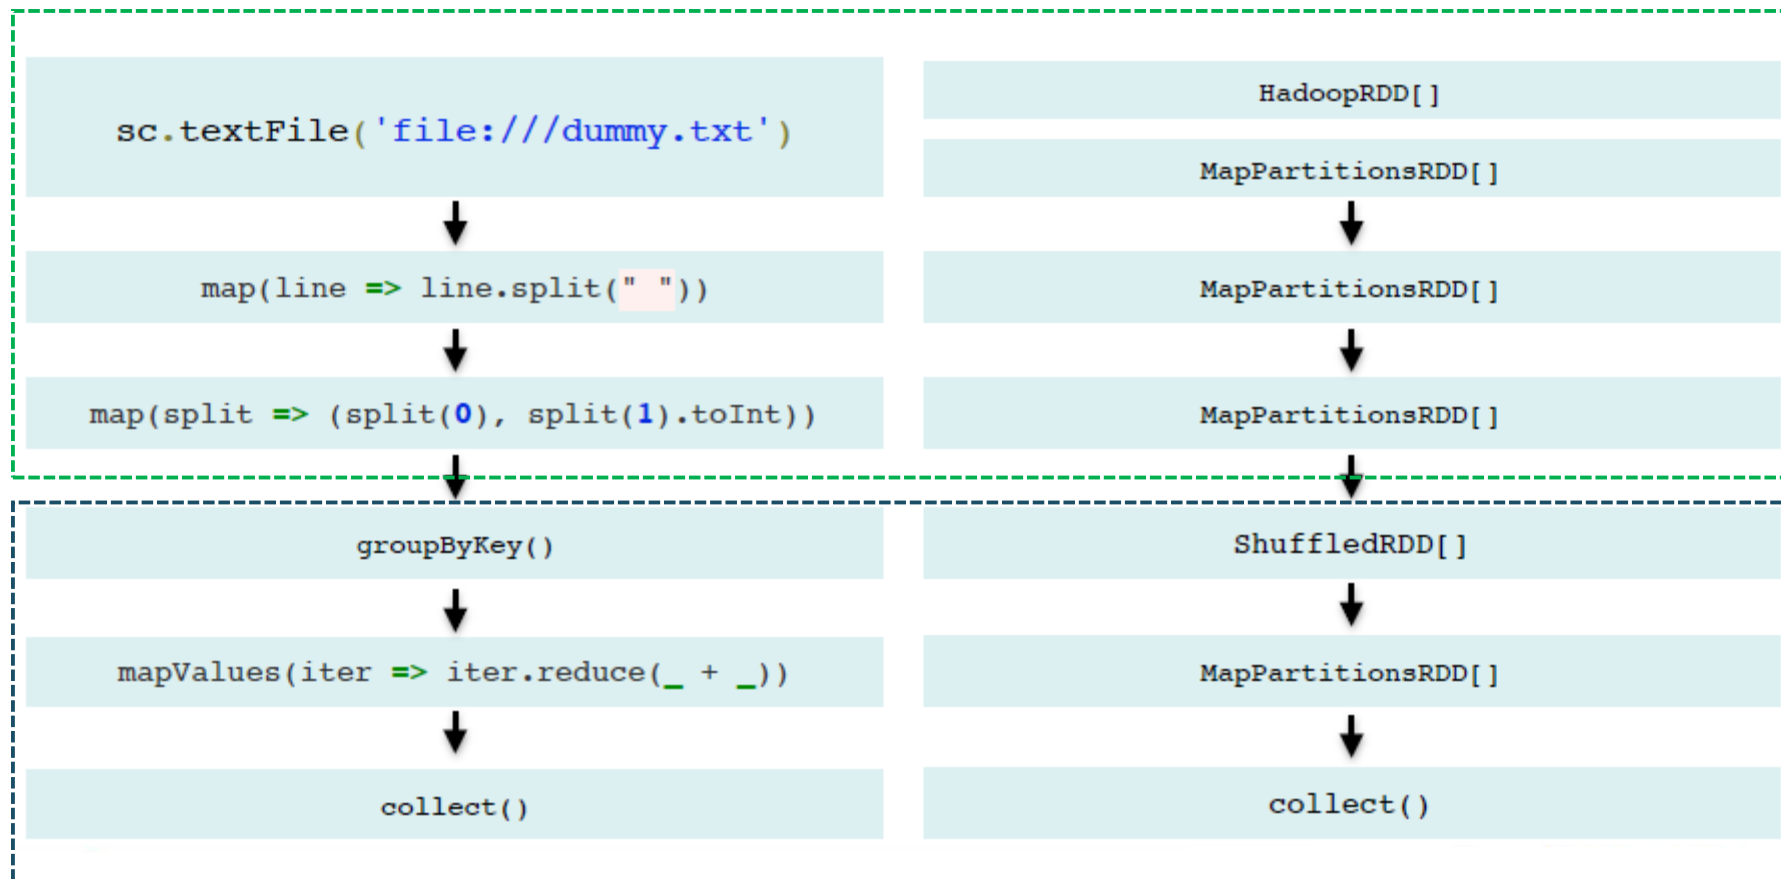 sc.textFile('file:///dummy.txt')
map(line => line.split(" "))
map(split => (split(0), split(1).toInt))
groupByKey()
mapValues(iter => iter.reduce(_ + _))
collect()
HadoopRDD[]
MapPartitionsRDD[]
MapPartitionsRDD[]
MapPartitionsRDD[]
ShuffledRDD[]
MapPartitionsRDD[]
collect()